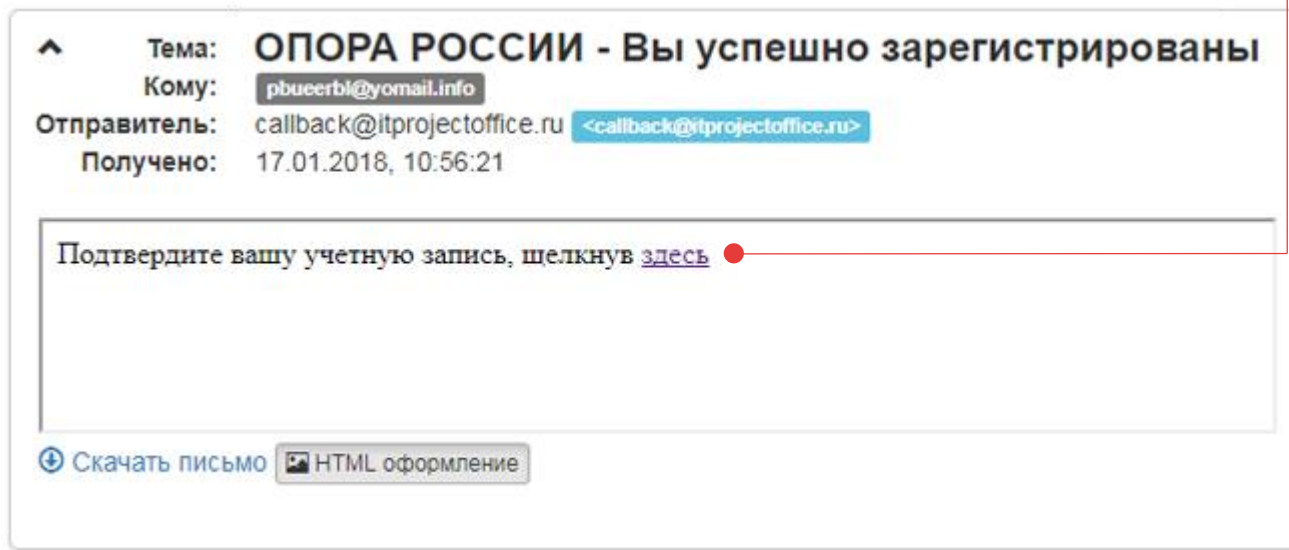 Тема: ОПОРА РОССИИ - Вы успешно зарегистрированы
Кому: pbueerbl@yomail.info
Отправитель: callback@itprojectoffice.ru <callback@itprojectoffice.ru>
Получено: 17.01.2018, 10:56:21
Подтвердите вашу учетную запись, щелкнув здесь
Скачать письмо HTML оформление